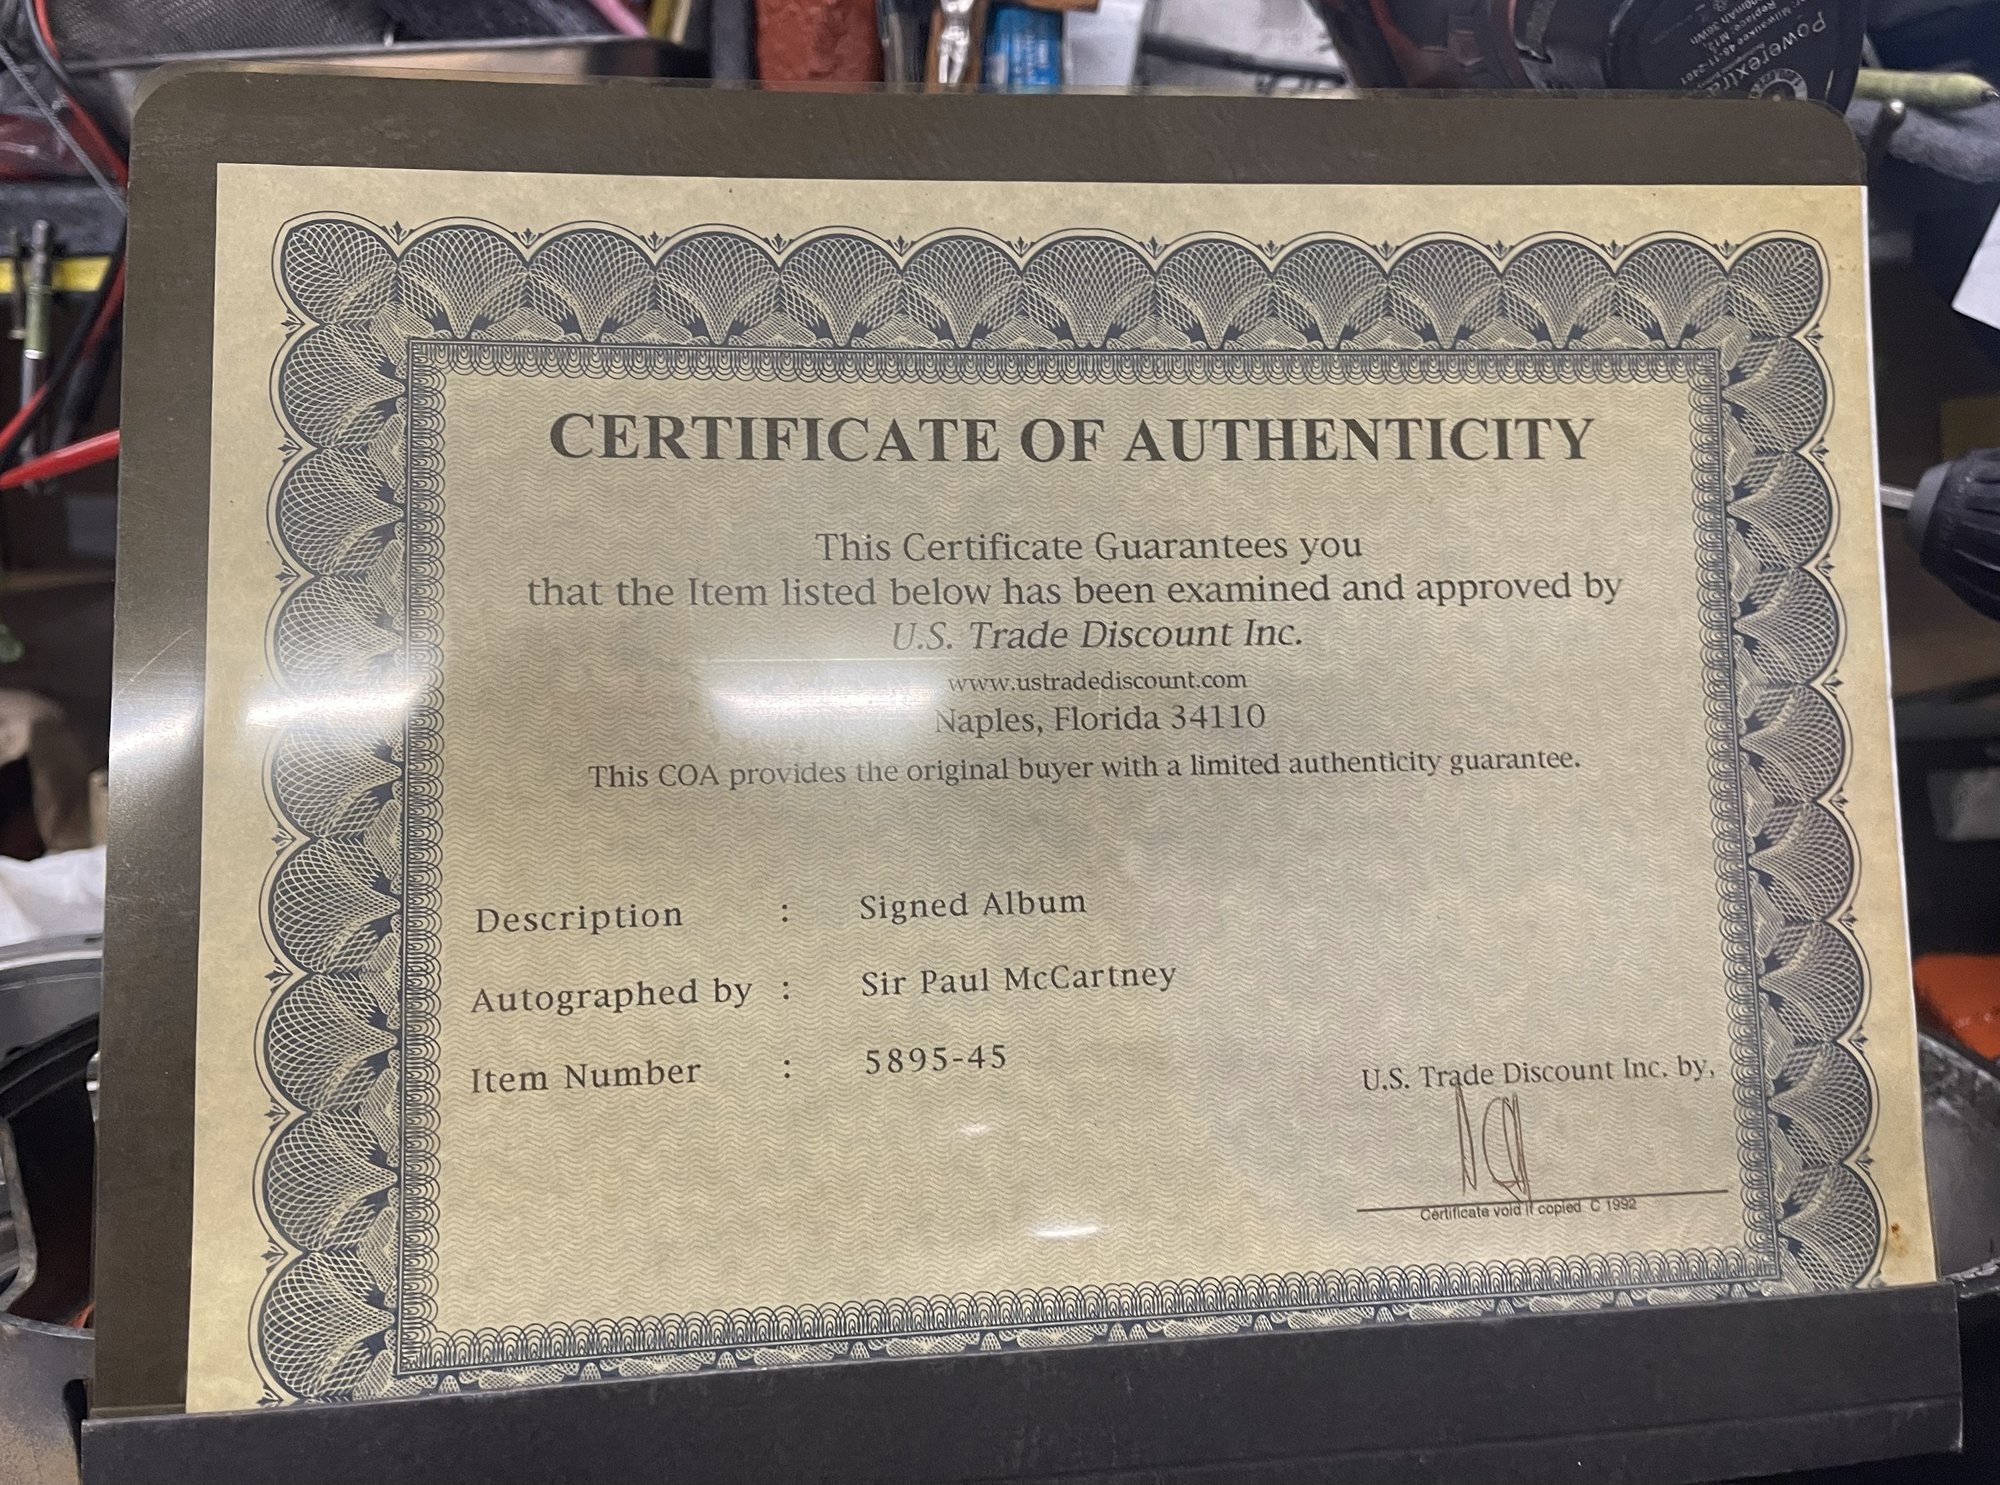 Powerextra
CERTIFICATE OF AUTHENTICITY
This Certificate Guarantees you
that the Item listed below has been examined and approved by
U.S. Trade Discount Inc.
www.ustradediscount.com
Naples, Florida 34110
This COA provides the original buyer with a limited authenticity guarantee.
Description : Signed Album
Autographed by : Sir Paul McCartney
Item Number : 5895-45
U.S. Trade Discount Inc. by,
Certificate void if copied C 1992